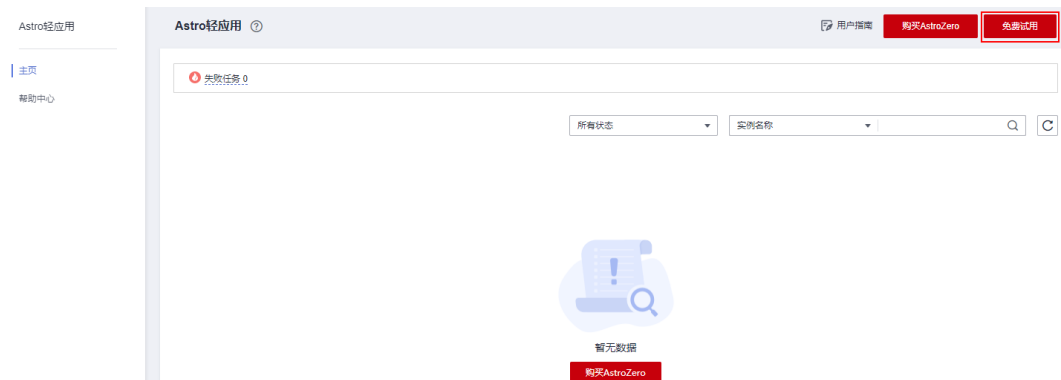 Astro轻应用
主页
帮助中心
Astro轻应用
用户指南
购买AstroZero
免费试用
失败任务 0
所有状态
实例名称
暂无数据
购买AstroZero